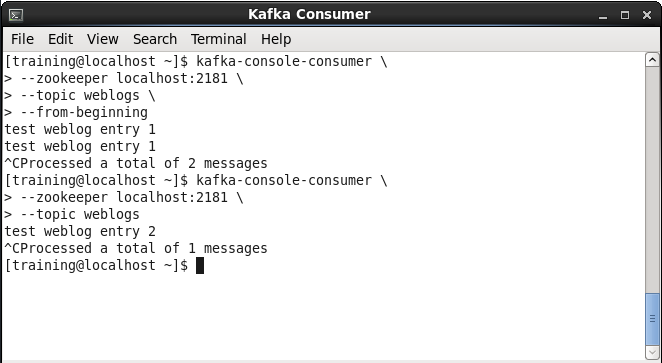 Kafka Consumer
File Edit View Search Terminal Help
[training@localhost ~]$ kafka-console-consumer \
> --zookeeper localhost:2181 \
> --topic weblogs \
> --from-beginning
test weblog entry 1
test weblog entry 1
^CProcessed a total of 2 messages
[training@localhost ~]$ kafka-console-consumer \
> --zookeeper localhost:2181 \
> --topic weblogs
test weblog entry 2
^CProcessed a total of 1 messages
[training@localhost ~]$